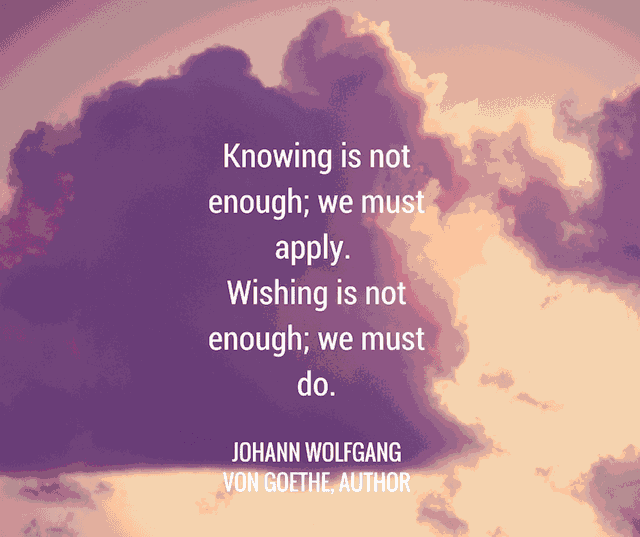 Knowing is not
enough; we must
apply.
Wishing is not
enough; we must
do.
JOHANN WOLFGANG
VON GOETHE, AUTHOR